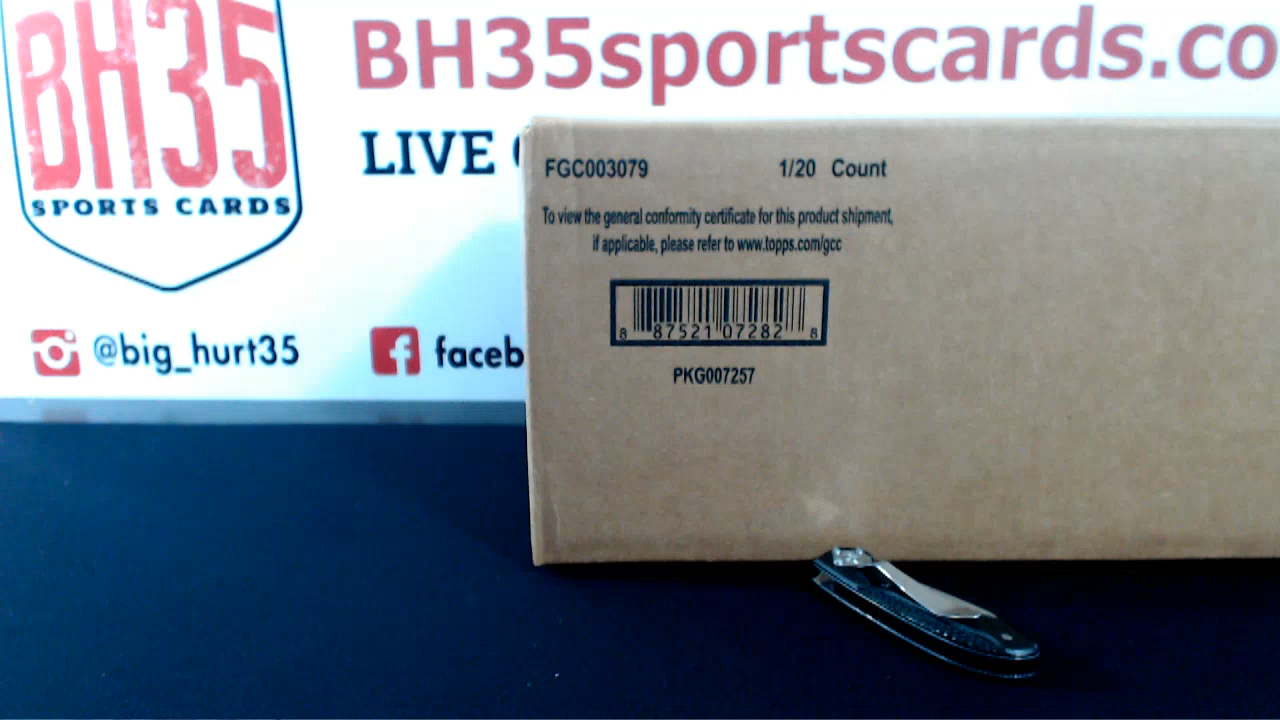 BH35
SPORTS CARDS
BH35sportscards.co
LIVE
@big_hurt35
faceb
FGC003079 1/20 Count
To view the general conformity certificate for this product shipment,
if applicable, please refer to www.topps.com/gcc
8 87521 07282 8
PKG007257